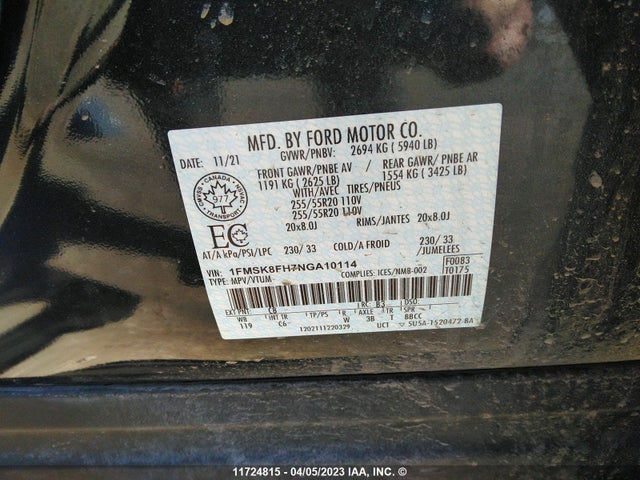 MFD. BY FORD MOTOR CO.
DATE: 11/21
GVWR/PNBV: 2694 KG ( 5940 LB)
FRONT GAWR/PNBE AV
1191 KG ( 2625 LB)
REAR GAWR/ PNBE AR
1554 KG ( 3425 LB)
WITH/AVEC TIRES/PNEUS
255/55R20 110V
255/55R20 110V
20x8.0J RIMS/JANTES 20x8.0J
CANADA
977
TRANSPORT
EC
AT/A kPa/PSI/LPC 230/ 33 COLD/A FROID 230/ 33
/JUMELEES
VIN: 1FMSK8FH7NGA10114
TYPE: MPV/VTUM- COMPLIES: ICES/NMB-002
F0083
T0175
EXT PNT: C8 RC: B3 DSO:
WB INT TR TP/PS R AXLE TR SPR
119 C6 W 3B T BBCC
1202111220329 UCT
11724815 - 04/05/2023 IAA, INC. ©